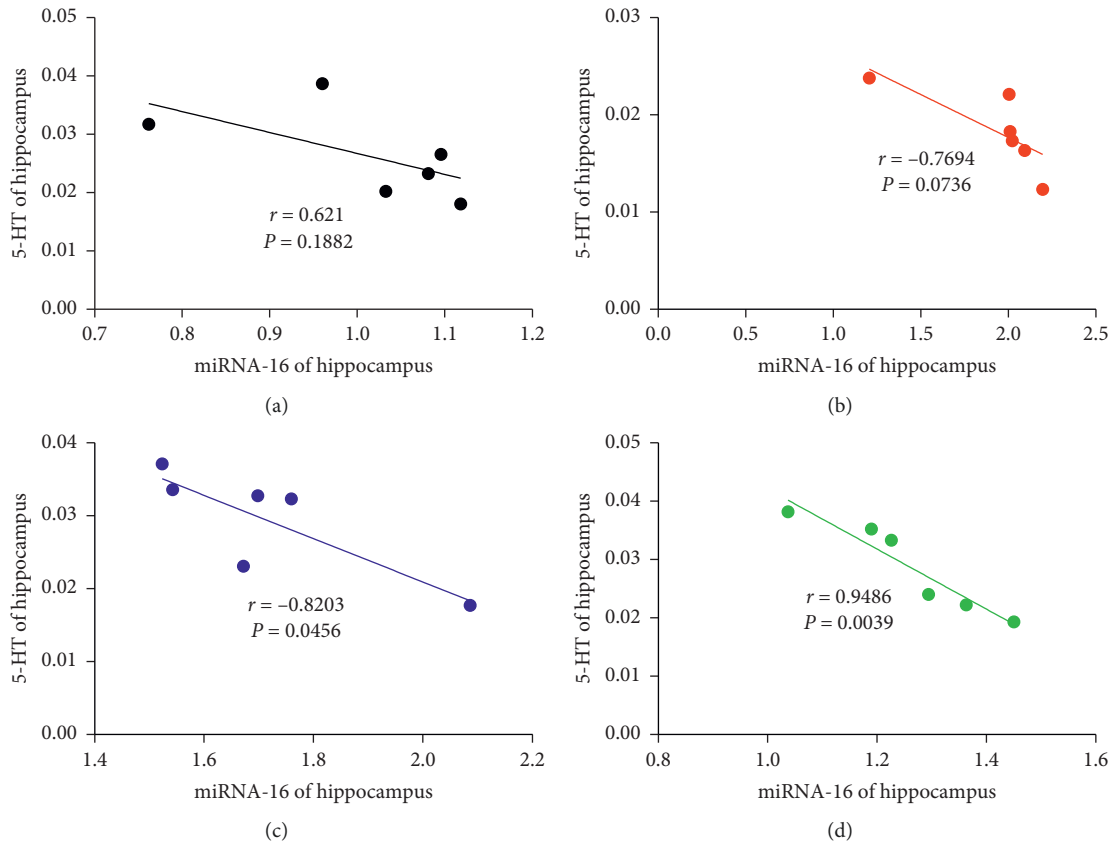 0.05
0.04
0.03
0.02
0.01
0.00
5-HT of hippocampus
r = 0.621
P = 0.1882
0.7
0.8
0.9
1.0
1.1
1.2
miRNA-16 of hippocampus
(a)
0.03
0.02
0.01
0.00
5-HT of hippocampus
r = –0.7694
P = 0.0736
0.0
0.5
1.0
1.5
2.0
2.5
miRNA-16 of hippocampus
(b)
0.04
0.03
0.02
0.01
0.00
5-HT of hippocampus
r = –0.8203
P = 0.0456
1.4
1.6
1.8
2.0
2.2
miRNA-16 of hippocampus
(c)
0.05
0.04
0.03
0.02
0.01
0.00
5-HT of hippocampus
r = 0.9486
P = 0.0039
0.8
1.0
1.2
1.4
1.6
miRNA-16 of hippocampus
(d)